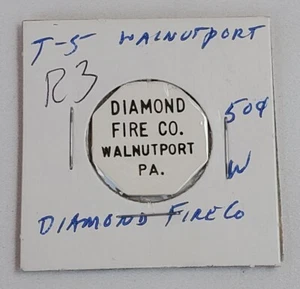 T-5 WALNUTPORT
R3
DIAMOND
FIRE CO.
WALNUTPORT
PA.
50¢
W
DIAMOND FIRE CO